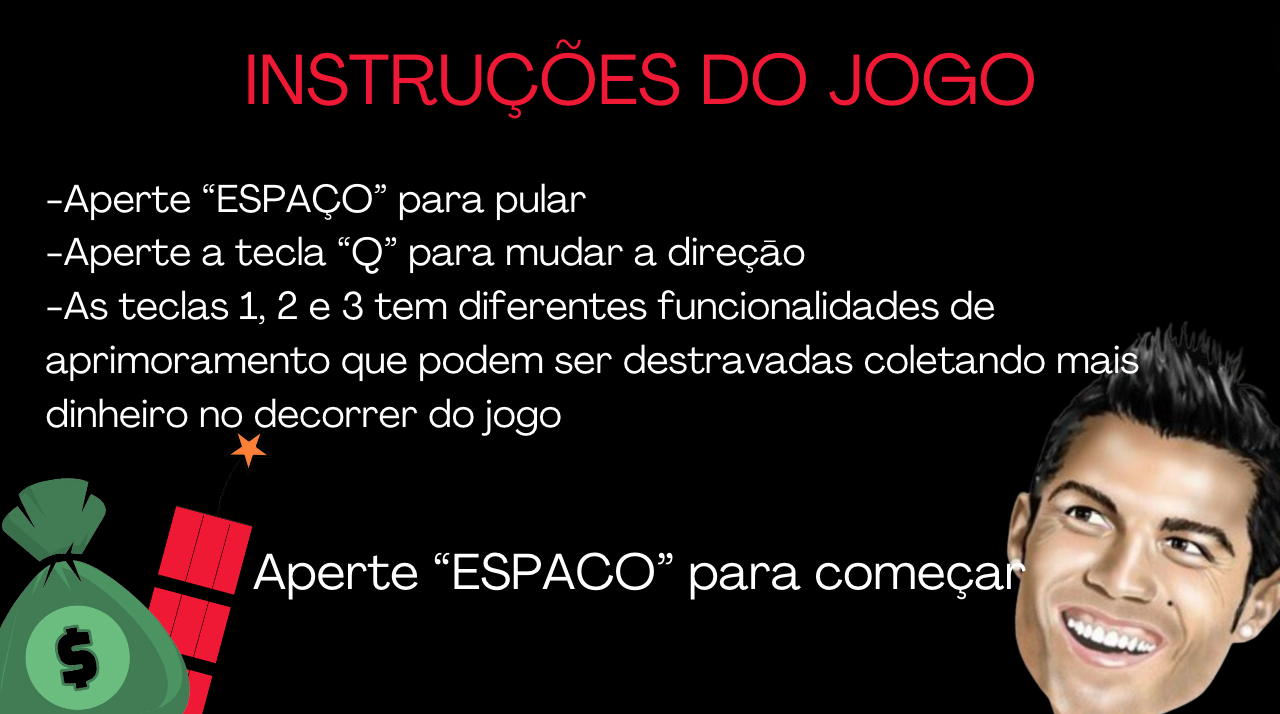 INSTRUÇÕES DO JOGO
-Aperte “ESPAÇO” para pular
-Aperte a tecla “Q” para mudar a direção
-As teclas 1, 2 e 3 tem diferentes funcionalidades de
aprimoramento que podem ser destravadas coletando mais
dinheiro no decorrer do jogo
Aperte “ESPACO” para começar
$